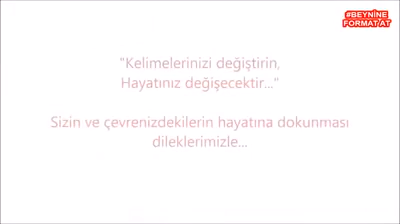 #BEYNİNE
FORMAT AT
"Kelimelerinizi değiştirin,
Hayatınız değişecektir..."
Sizin ve çevrenizdekilerin hayatına dokunması
dileklerimizle...